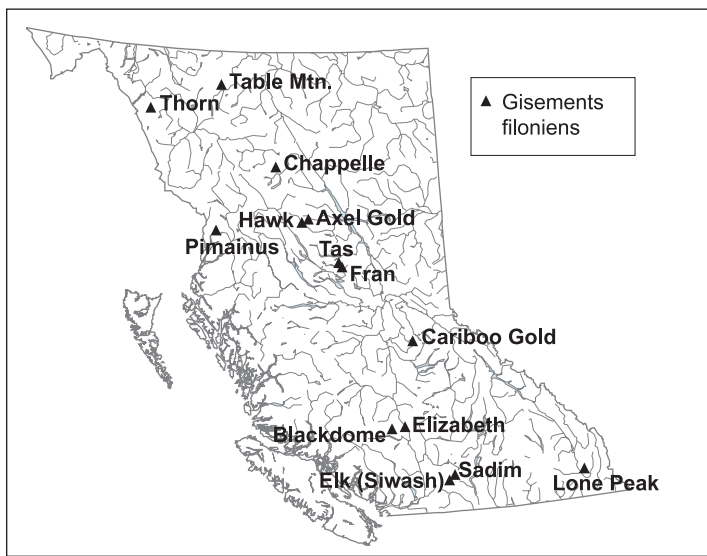 Table Mtn.
Thorn
Gisements
filoniens
Chappelle
Hawk
Axel Gold
Pimainus
Tas
Fran
Cariboo Gold
Elizabeth
Blackdome
Sadim
Elk (Siwash)
Lone Peak